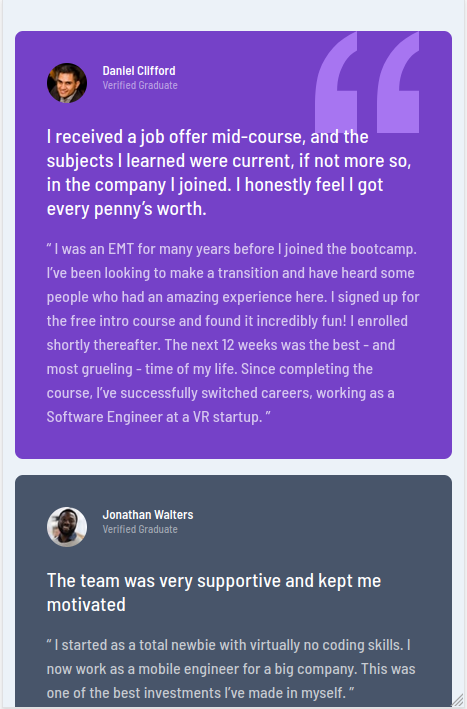 Daniel Clifford
Verified Graduate
I received a job offer mid-course, and the
subjects I learned were current, if not more so,
in the company I joined. I honestly feel I got
every penny’s worth.
“ I was an EMT for many years before I joined the bootcamp.
I’ve been looking to make a transition and have heard some
people who had an amazing experience here. I signed up for
the free intro course and found it incredibly fun! I enrolled
shortly thereafter. The next 12 weeks was the best - and
most grueling - time of my life. Since completing the
course, I’ve successfully switched careers, working as a
Software Engineer at a VR startup. ”
Jonathan Walters
Verified Graduate
The team was very supportive and kept me
motivated
“ I started as a total newbie with virtually no coding skills. I
now work as a mobile engineer for a big company. This was
one of the best investments I’ve made in myself. ”